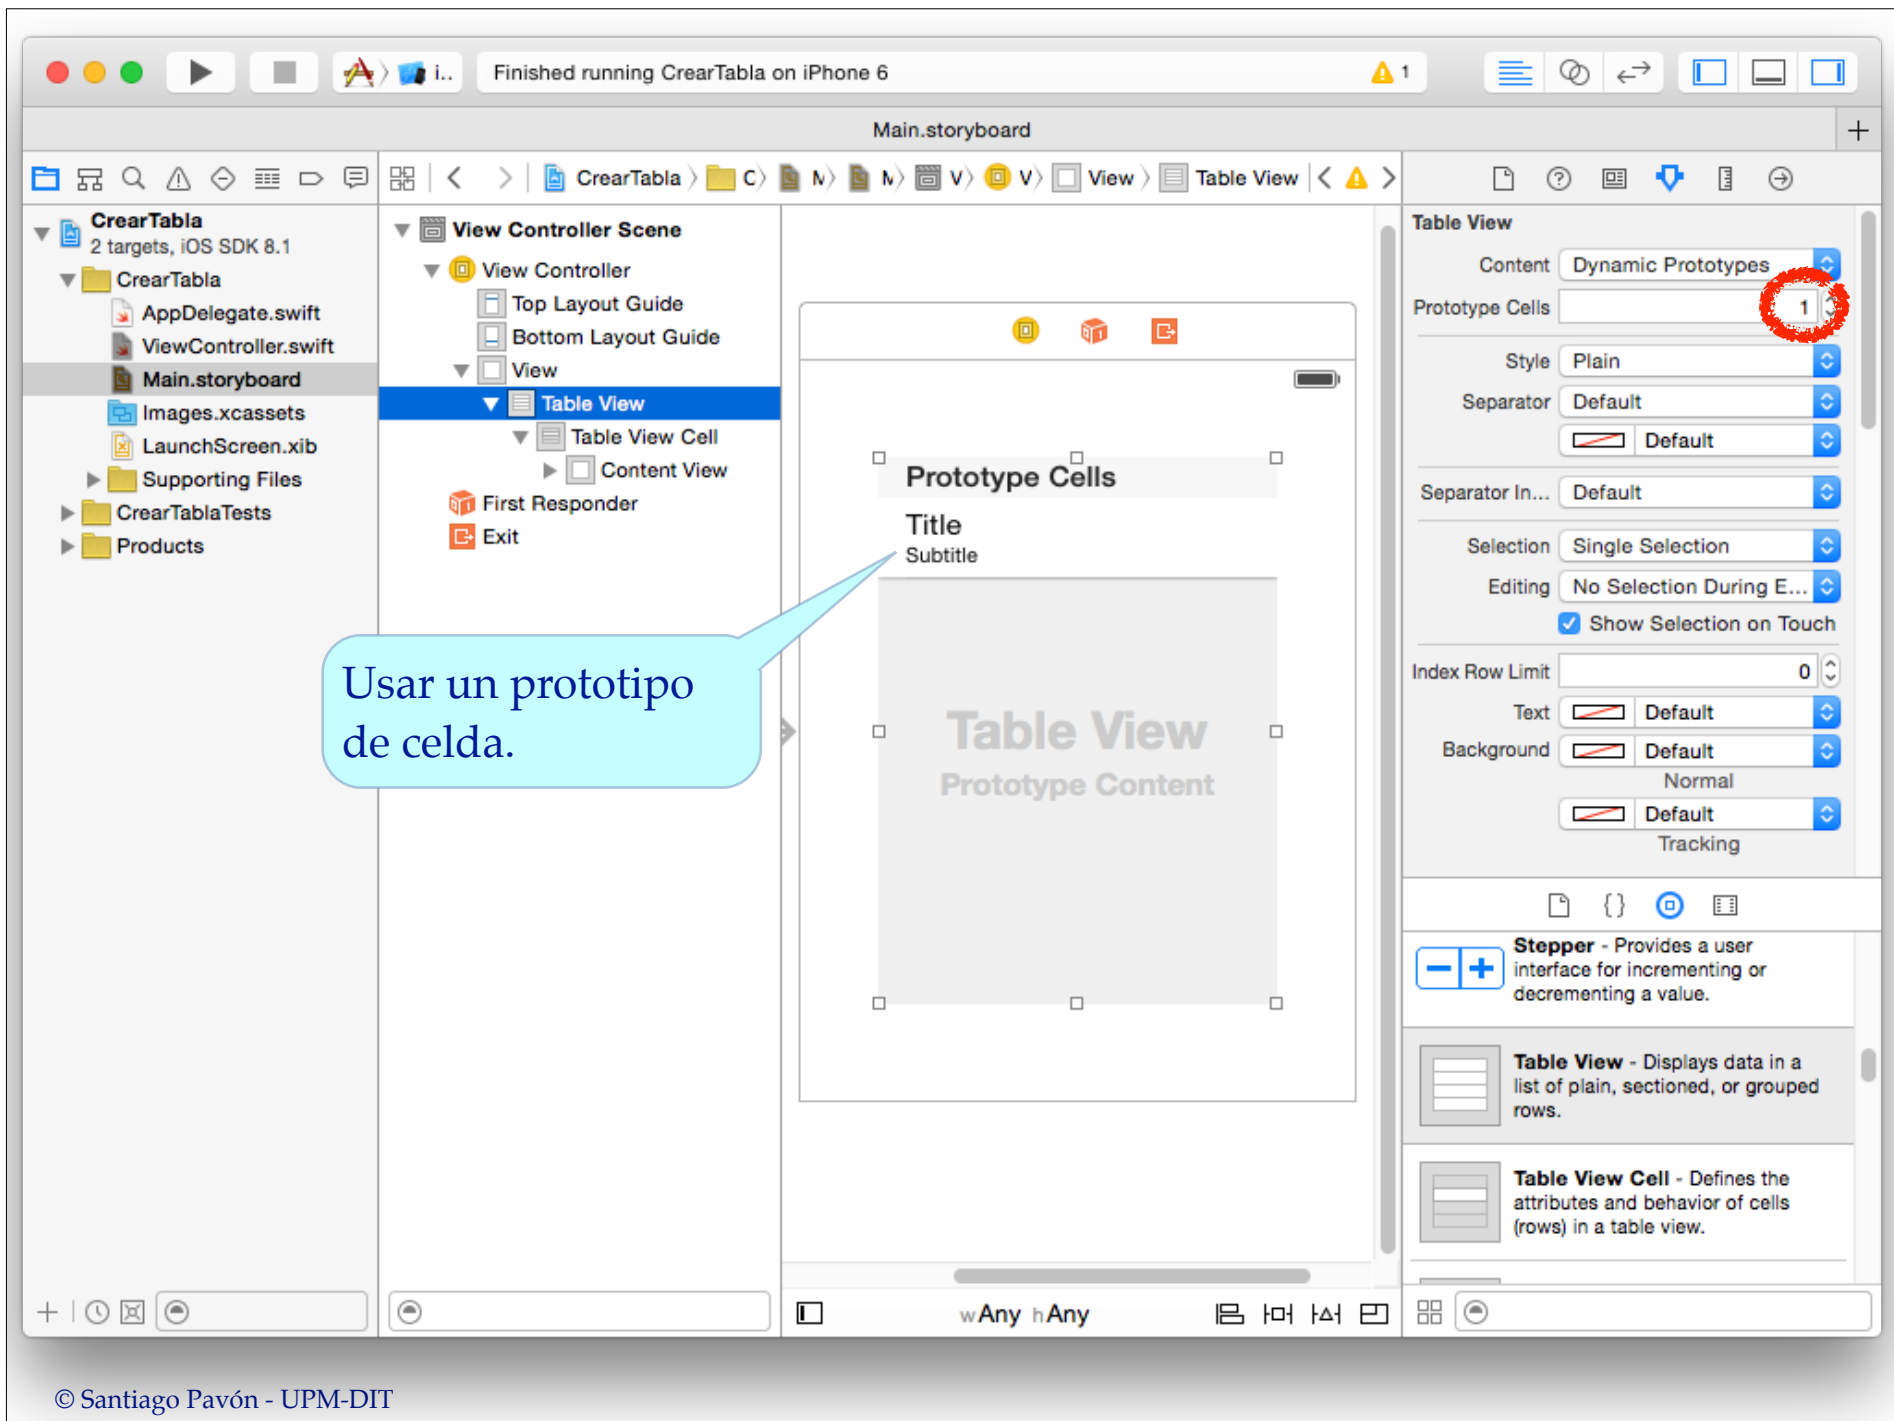 i..
Finished running CrearTabla on iPhone 6
1
Main.storyboard
CrearTabla
C
M
M
V
V
View
Table View
CrearTabla
2 targets, iOS SDK 8.1
CrearTabla
AppDelegate.swift
ViewController.swift
Main.storyboard
Images.xcassets
LaunchScreen.xib
Supporting Files
CrearTablaTests
Products
View Controller Scene
View Controller
Top Layout Guide
Bottom Layout Guide
View
Table View
Table View Cell
Content View
First Responder
Exit
Prototype Cells
Title
Subtitle
Table View
Prototype Content
Usar un prototipo
de celda.
wAny hAny
Table View
Content Dynamic Prototypes
Prototype Cells 1
Style Plain
Separator Default
Default
Separator In... Default
Selection Single Selection
Editing No Selection During E...
Show Selection on Touch
Index Row Limit 0
Text Default
Background Default
Normal
Default
Tracking
{}
Stepper - Provides a user
interface for incrementing or
decrementing a value.
Table View - Displays data in a
list of plain, sectioned, or grouped
rows.
Table View Cell - Defines the
attributes and behavior of cells
(rows) in a table view.
© Santiago Pavón - UPM-DIT